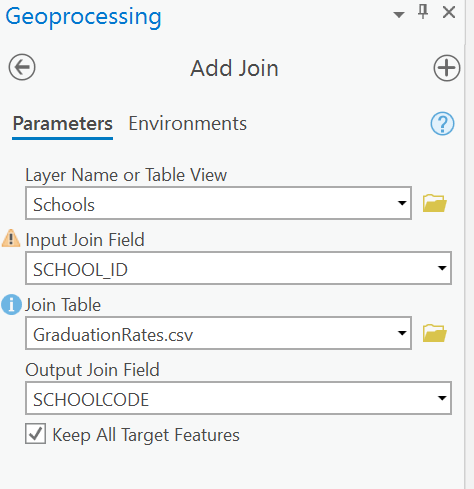 Geoprocessing
Add Join
Parameters Environments
?
Layer Name or Table View
Schools
Input Join Field
SCHOOL_ID
Join Table
GraduationRates.csv
Output Join Field
SCHOOLCODE
Keep All Target Features